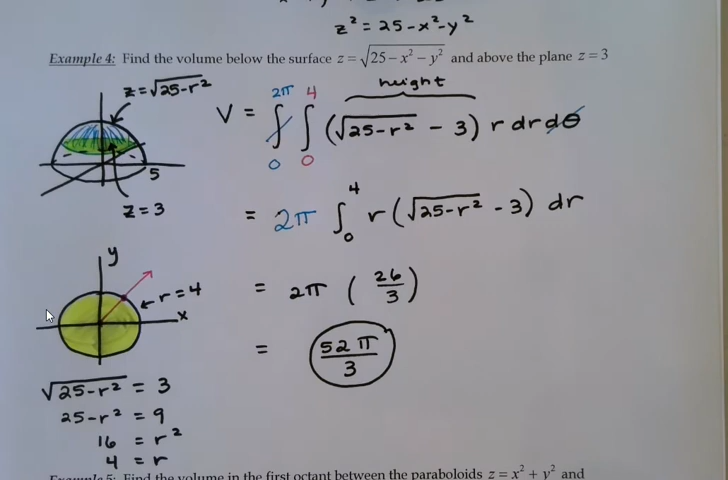 z² = 25 - x² - y²
Example 4: Find the volume below the surface z = √(25 - x² - y²) and above the plane z = 3
z = √(25 - r²)
5
z = 3
height
V = ∫₀^2π ∫₀^4 (√(25 - r²) - 3) r dr dθ
= 2π ∫₀^4 r (√(25 - r²) - 3) dr
= 2π (26/3)
= 52π/3
y
r = 4
x
√(25 - r²) = 3
25 - r² = 9
16 = r²
4 = r
Example 5: Find the volume in the first octant between the paraboloids z = x² + y² and